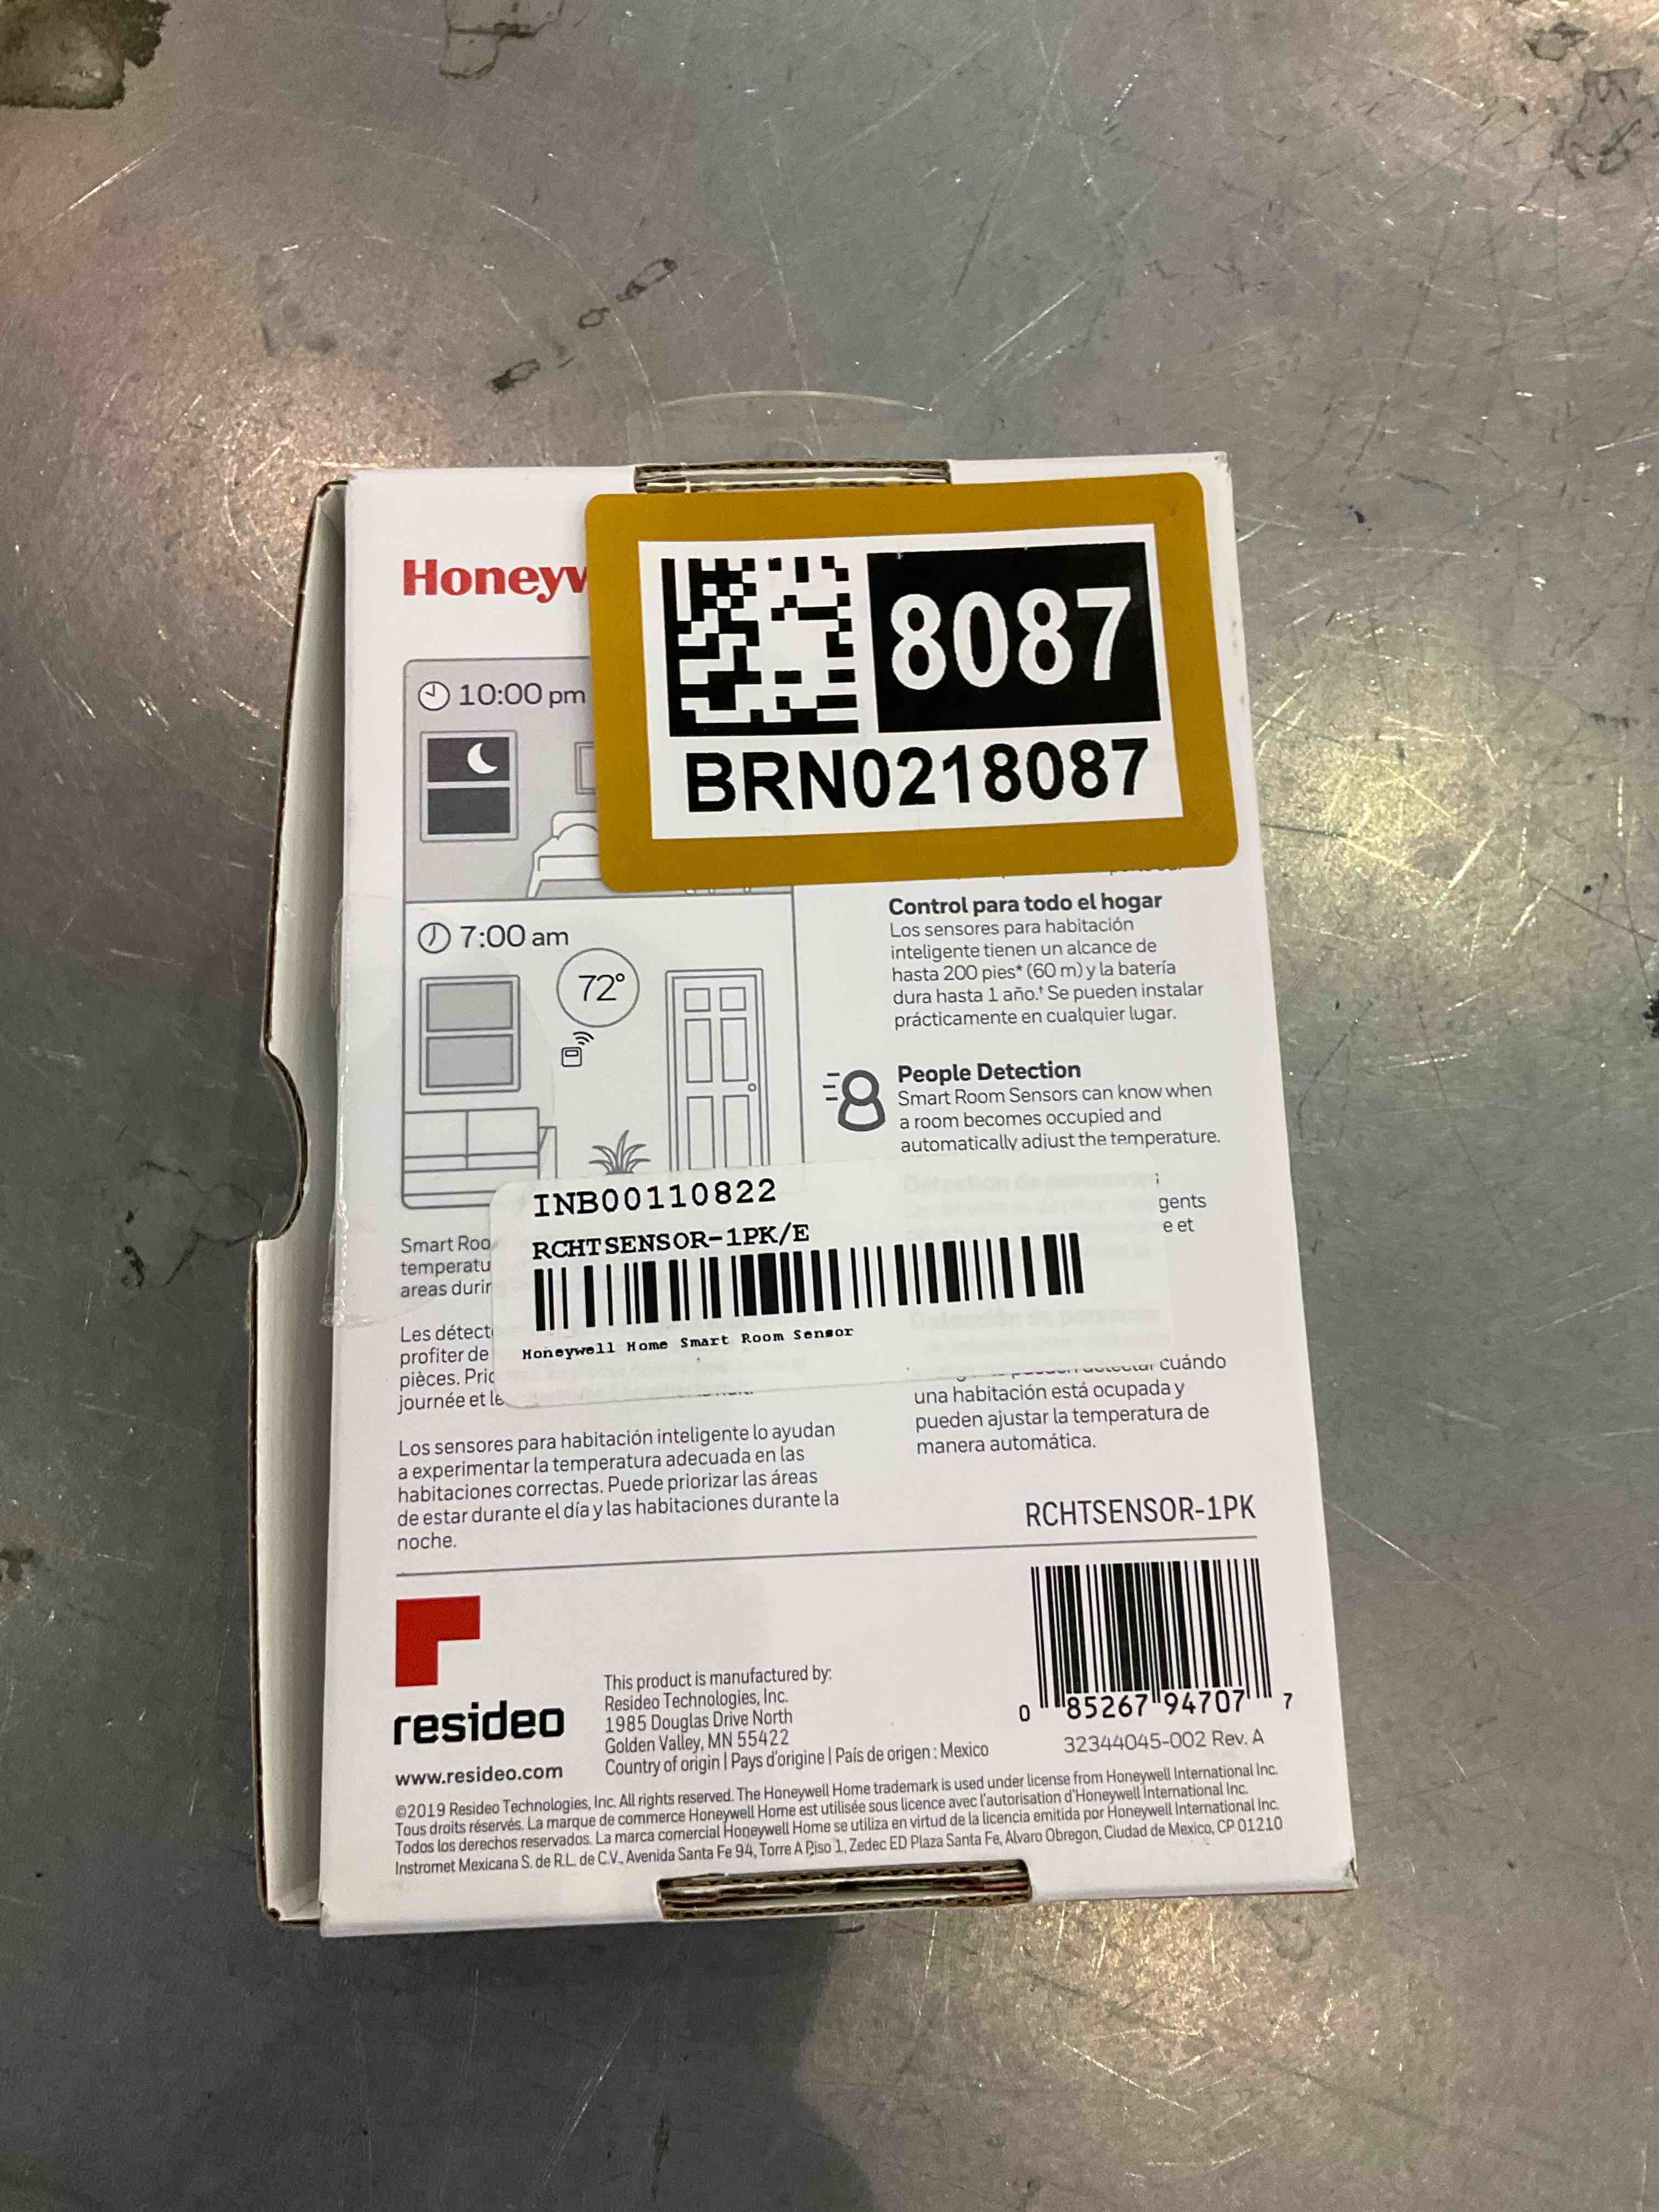 Honeyw
8087
BRN0218087
10:00 pm
7:00 am
72°
Control para todo el hogar
Los sensores para habitación
inteligente tienen un alcance de
hasta 200 pies* (60 m) y la batería
dura hasta 1 año.† Se pueden instalar
prácticamente en cualquier lugar.
People Detection
Smart Room Sensors can know when
a room becomes occupied and
automatically adjust the temperature.
gents
e et
INB00110822
RCHTSENSOR-1PK/E
Honeywell Home Smart Room Sensor
Smart Roo
temperatu
areas durin
Les détect
profiter de
pièces. Pric
journée et le
Los sensores para habitación inteligente lo ayudan
a experimentar la temperatura adecuada en las
habitaciones correctas. Puede priorizar las áreas
de estar durante el día y las habitaciones durante la
noche.
cuándo
una habitación está ocupada y
pueden ajustar la temperatura de
manera automática.
RCHTSENSOR-1PK
resideo
www.resideo.com
This product is manufactured by:
Resideo Technologies, Inc.
1985 Douglas Drive North
Golden Valley, MN 55422
Country of origin | Pays d'origine | País de origen : Mexico
0 85267 94707 7
32344045-002 Rev. A
©2019 Resideo Technologies, Inc. All rights reserved. The Honeywell Home trademark is used under license from Honeywell International Inc.
Tous droits réservés. La marque de commerce Honeywell Home est utilisée sous licence avec l'autorisation d'Honeywell International Inc.
Todos los derechos reservados. La marca comercial Honeywell Home se utiliza en virtud de la licencia emitida por Honeywell International Inc.
Instromet Mexicana S. de R.L. de C.V., Avenida Santa Fe 94, Torre A Piso 1, Zedec ED Plaza Santa Fe, Alvaro Obregon, Ciudad de Mexico, CP 01210